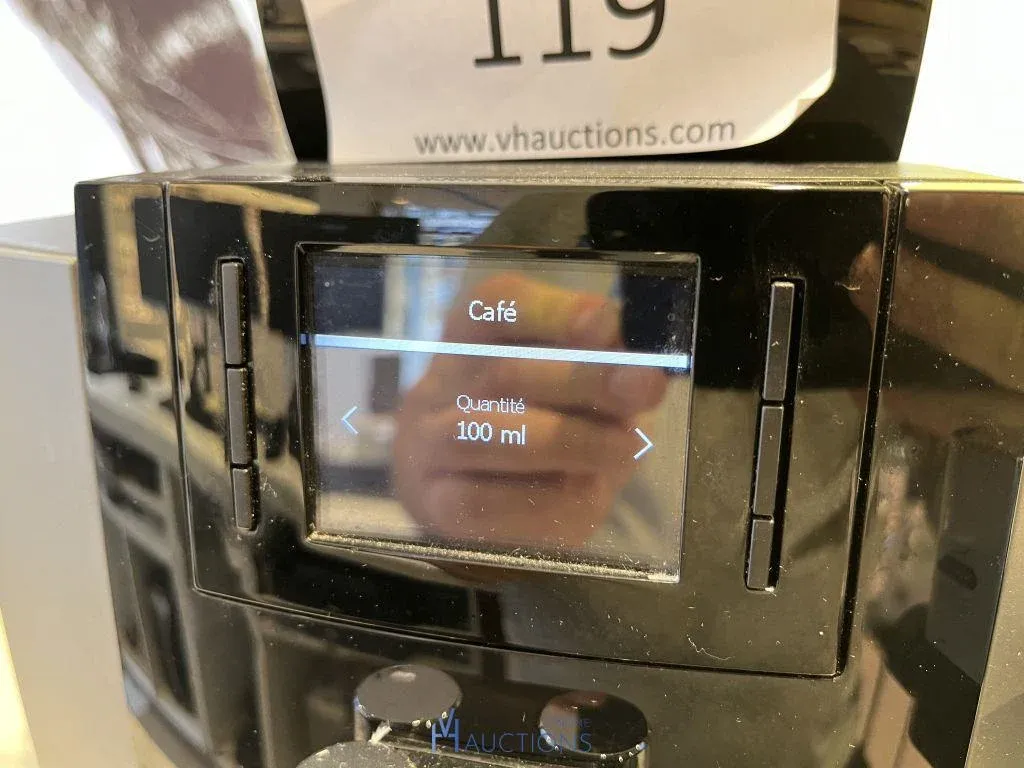 119
www.vhauctions.com
Café
Quantité
100 ml
VH AUCTIONS